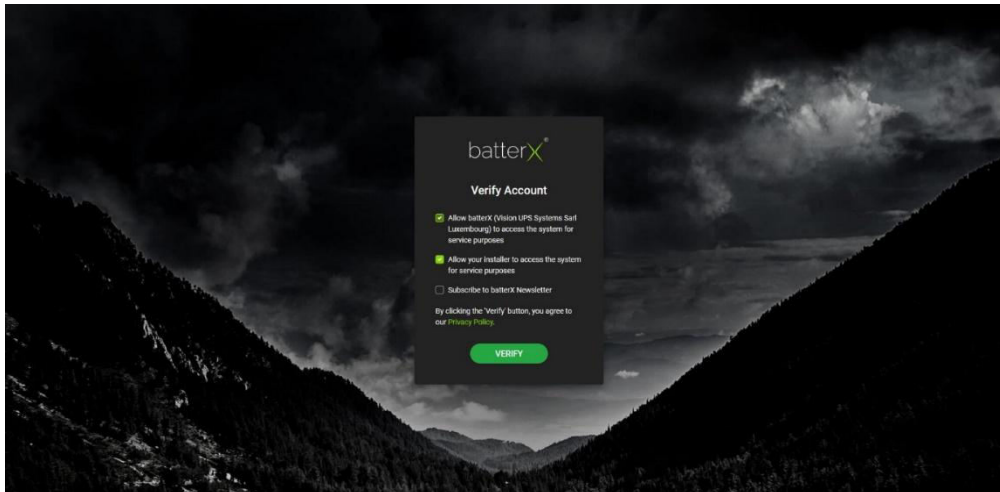 batterX®
Verify Account
Allow batterX (Vision UPS Systems Sarl
Luxembourg) to access the system for
service purposes
Allow your installer to access the system
for service purposes
Subscribe to batterX Newsletter
By clicking the 'Verify' button, you agree to
our Privacy Policy.
VERIFY